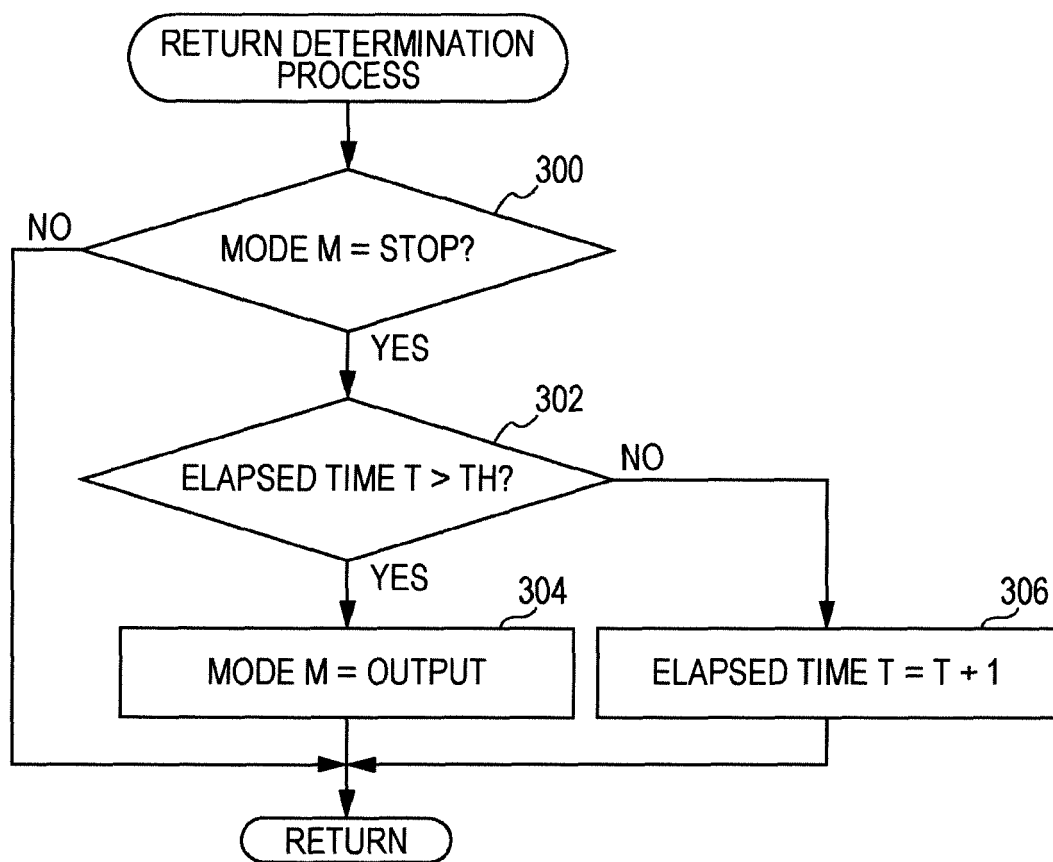 RETURN DETERMINATION
PROCESS
300
NO
MODE M = STOP?
YES
302
NO
ELAPSED TIME T > TH?
YES
304
306
MODE M = OUTPUT
ELAPSED TIME T = T + 1
RETURN